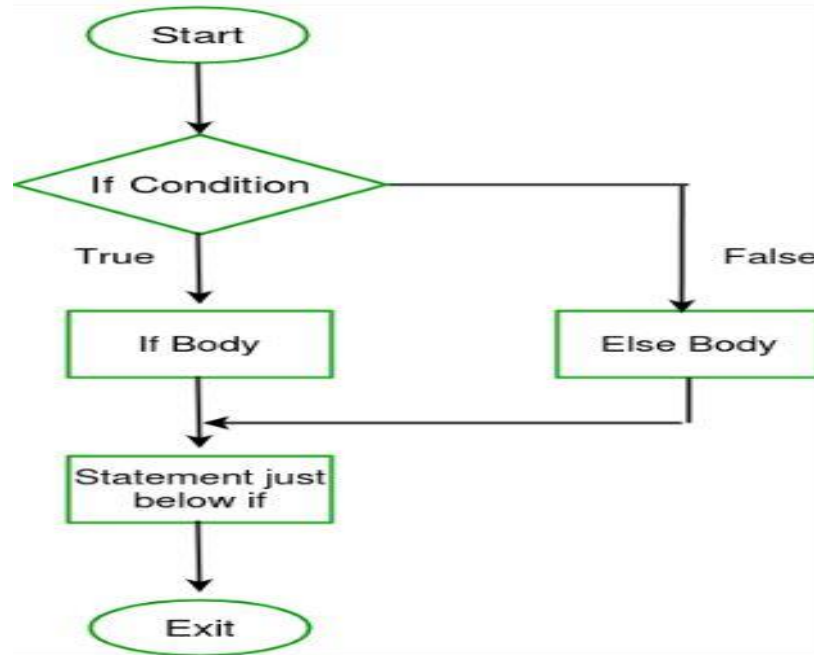 Start
If Condition
True
False
If Body
Else Body
Statement just
below if
Exit